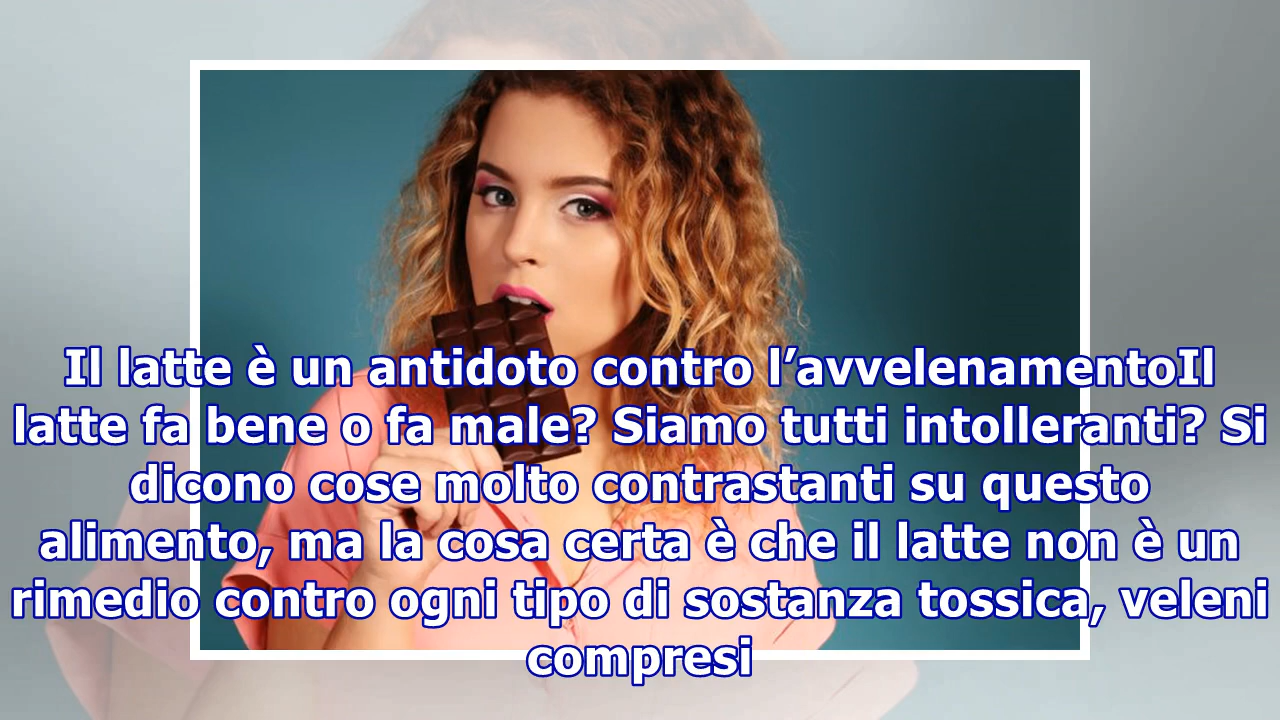 Il latte è un antidoto contro l’avvelenamentoIl
latte fa bene o fa male? Siamo tutti intolleranti? Si
dicono cose molto contrastanti su questo
alimento, ma la cosa certa è che il latte non è un
rimedio contro ogni tipo di sostanza tossica, veleni
compresi